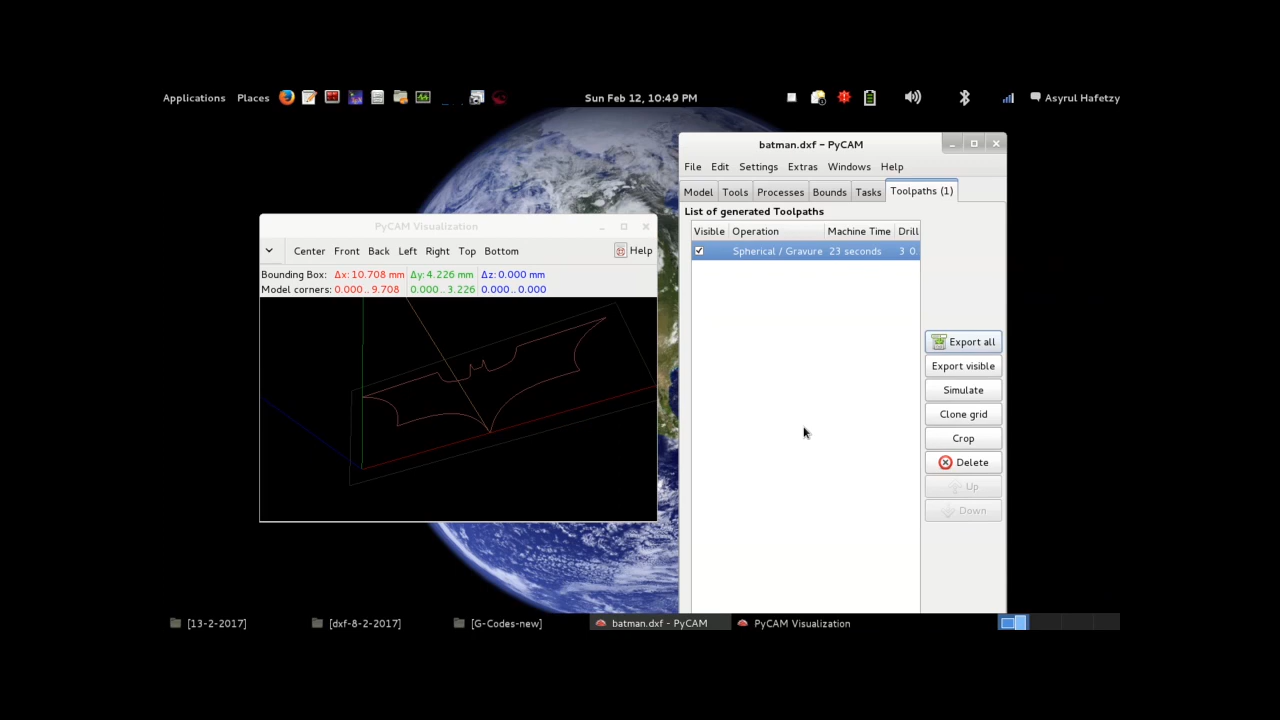 Applications Places Sun Feb 12, 10:49 PM Asyrul Hafetzy
batman.dxf - PyCAM
File Edit Settings Extras Windows Help
Model Tools Processes Bounds Tasks Toolpaths (1)
List of generated Toolpaths
Visible Operation Machine Time Drill
Spherical / Gravure 23 seconds 3 0.
Export all
Export visible
Simulate
Clone grid
Crop
Delete
Up
Down
PyCAM Visualization
Center Front Back Left Right Top Bottom Help
Bounding Box: Δx: 10.708 mm Δy: 4.226 mm Δz: 0.000 mm
Model corners: 0.000 .. 9.708 0.000 .. 3.226 0.000 .. 0.000
[13-2-2017] [dxf-8-2-2017] [G-Codes-new] batman.dxf - PyCAM PyCAM Visualization